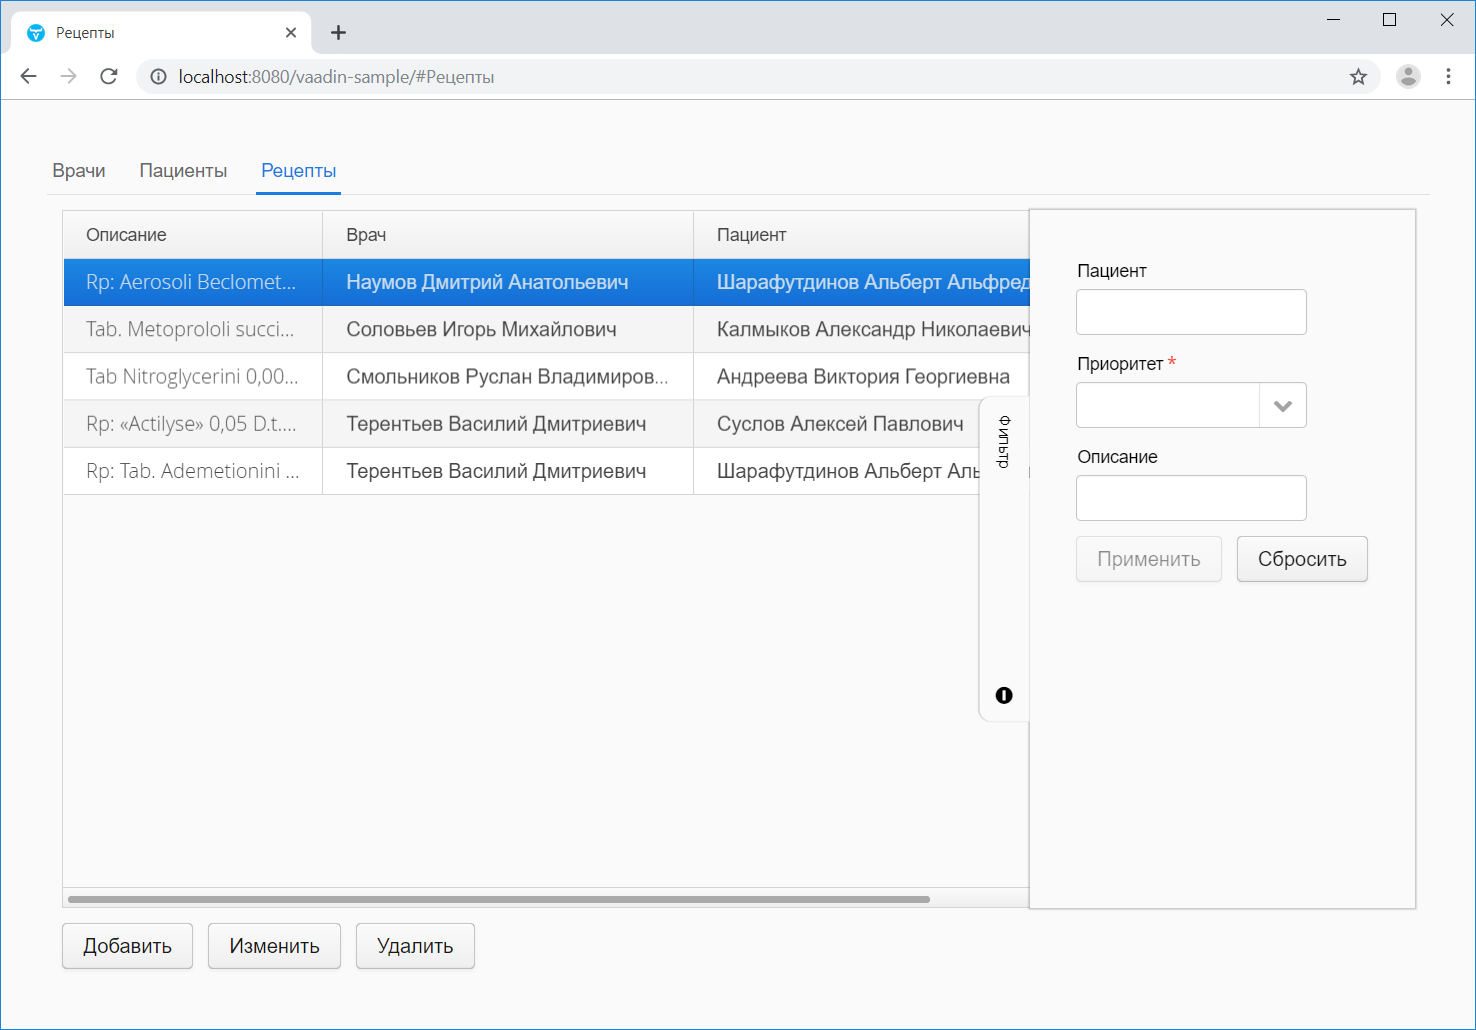 Рецепты
localhost:8080/vaadin-sample/#Рецепты
Врачи Пациенты Рецепты
Описание Врач Пациент
Rp: Aerosoli Beclomet... Наумов Дмитрий Анатольевич Шарафутдинов Альберт Альфред
Tab. Metoprololi succi... Соловьев Игорь Михайлович Калмыков Александр Николаевич
Tab Nitroglycerini 0,00... Смольников Руслан Владимиров... Андреева Виктория Георгиевна
Rp: «Actilyse» 0,05 D.t.... Терентьев Василий Дмитриевич Суслов Алексей Павлович
Rp: Tab. Ademetionini ... Терентьев Василий Дмитриевич Шарафутдинов Альберт Аль
Фильтр
Пациент
Приоритет *
Описание
Применить Сбросить
Добавить Изменить Удалить